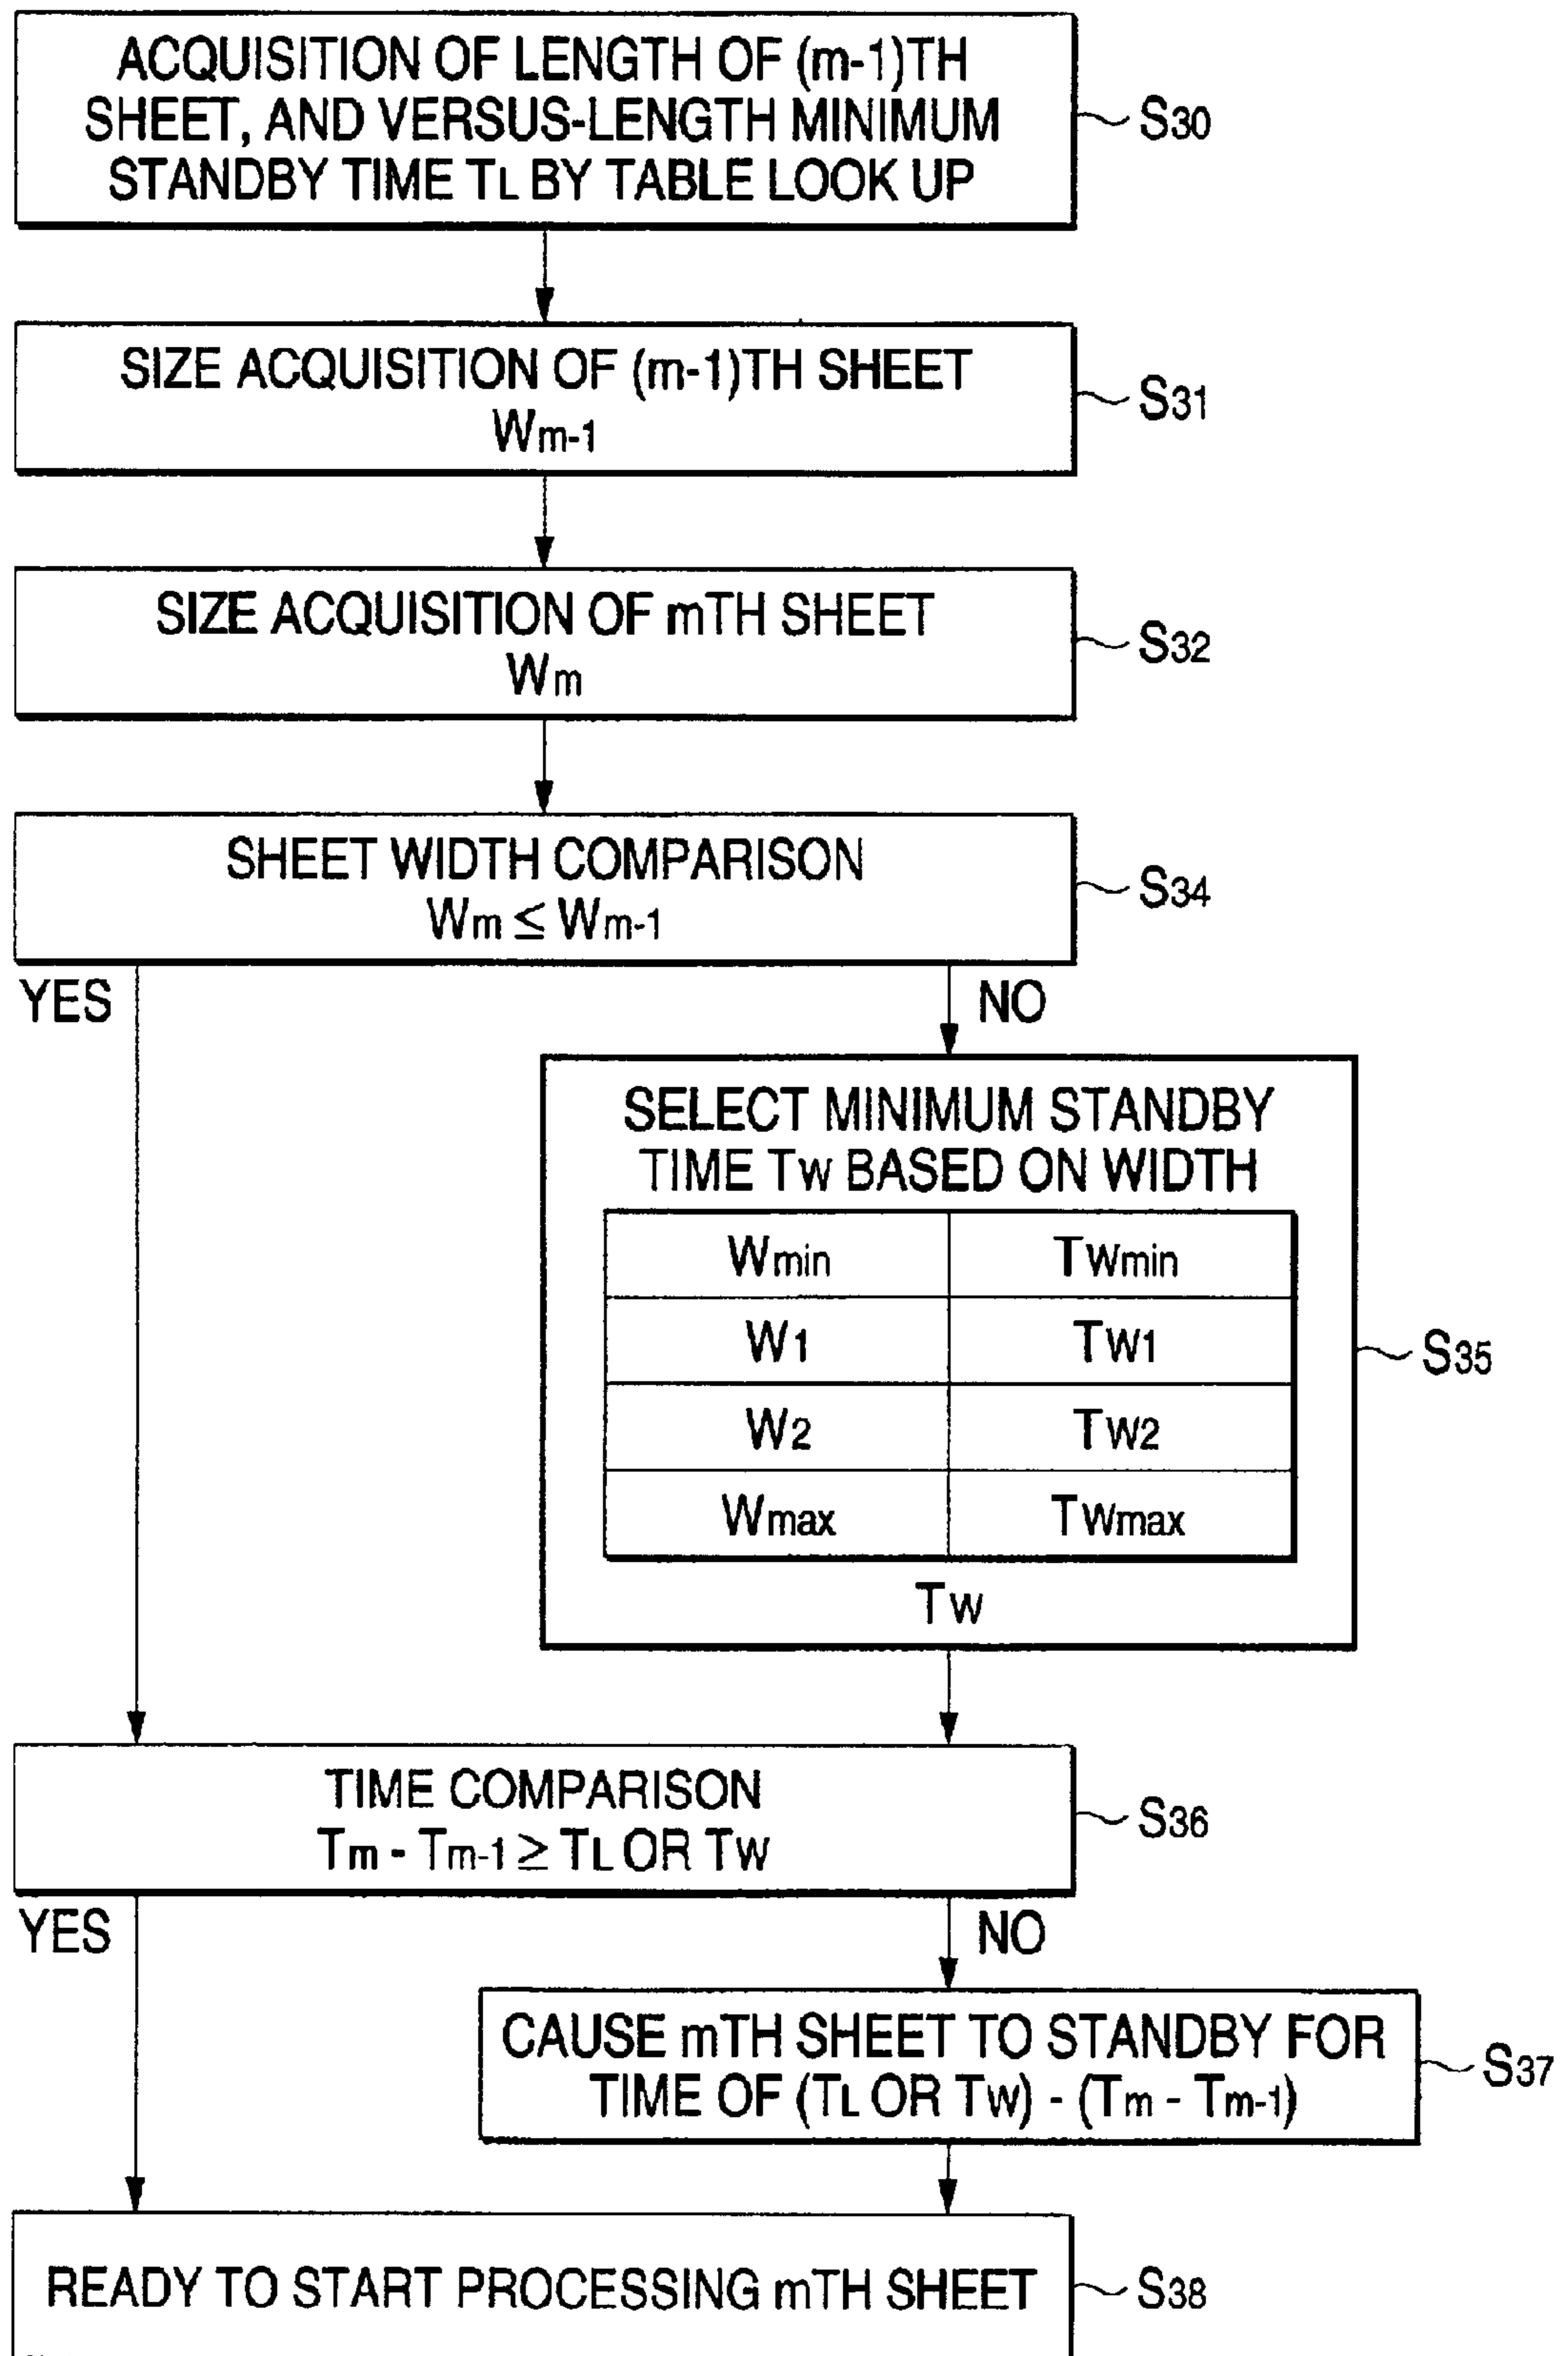 ACQUISITION OF LENGTH OF (m-1)TH
SHEET, AND VERSUS-LENGTH MINIMUM
STANDBY TIME TL BY TABLE LOOK UP
S30
SIZE ACQUISITION OF (m-1)TH SHEET
Wm-1
S31
SIZE ACQUISITION OF mTH SHEET
Wm
S32
SHEET WIDTH COMPARISON
Wm ≤ Wm-1
S34
YES
NO
SELECT MINIMUM STANDBY
TIME TW BASED ON WIDTH
Wmin TWmin
W1 TW1
W2 TW2
Wmax TWmax
TW
S35
TIME COMPARISON
Tm - Tm-1 ≥ TL OR TW
S36
YES
NO
CAUSE mTH SHEET TO STANDBY FOR
TIME OF (TL OR TW) - (Tm - Tm-1)
S37
READY TO START PROCESSING mTH SHEET
S38